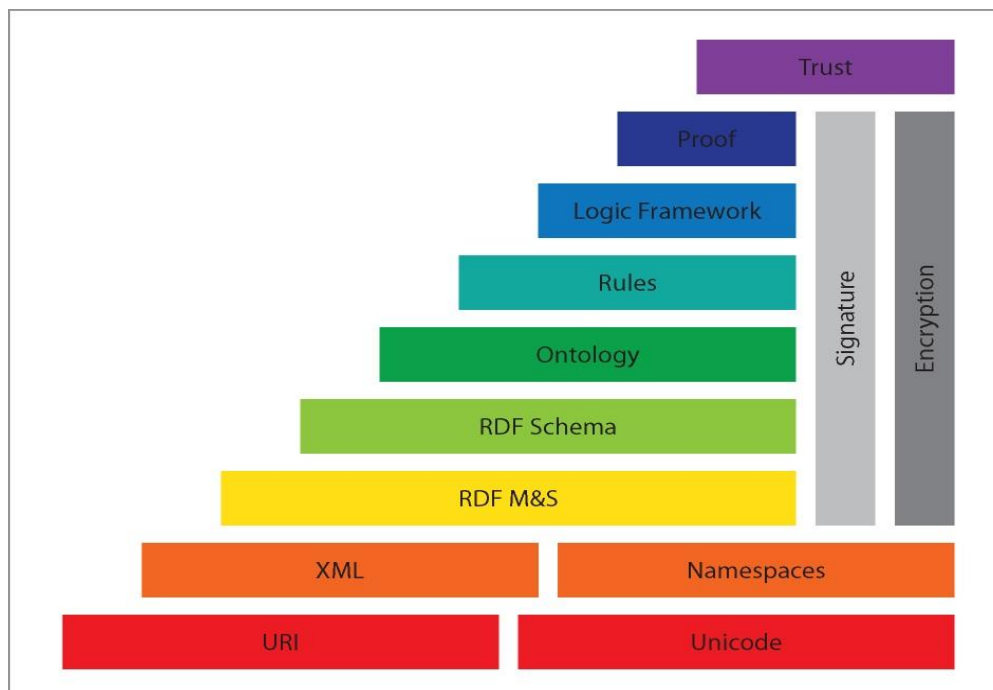 Trust
Proof
Logic Framework
Rules
Ontology
RDF Schema
RDF M&S
Signature
Encryption
XML
Namespaces
URI
Unicode